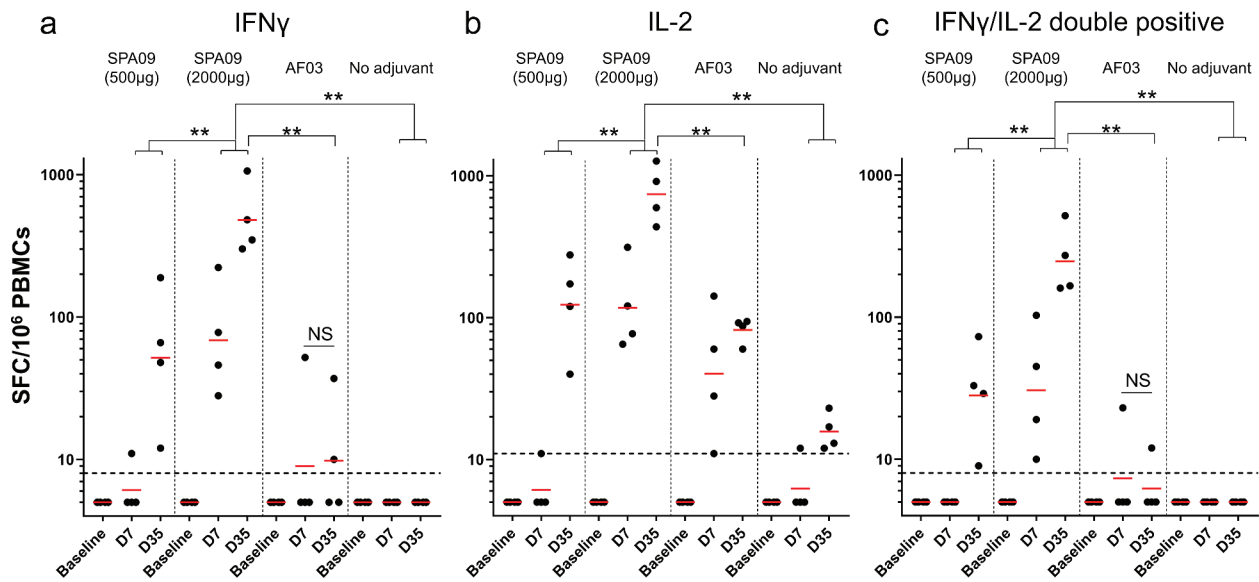 a
IFNγ
SPA09
(500μg)
SPA09
(2000μg)
AF03
No adjuvant
**
**
**
SFC/10⁶ PBMCs
1000
100
10
NS
Baseline
D7
D35
Baseline
D7
D35
Baseline
D7
D35
Baseline
D7
D35
b
IL-2
SPA09
(500μg)
SPA09
(2000μg)
AF03
No adjuvant
**
**
**
1000
100
10
Baseline
D7
D35
Baseline
D7
D35
Baseline
D7
D35
Baseline
D7
D35
c
IFNγ/IL-2 double positive
SPA09
(500μg)
SPA09
(2000μg)
AF03
No adjuvant
**
**
**
1000
100
10
NS
Baseline
D7
D35
Baseline
D7
D35
Baseline
D7
D35
Baseline
D7
D35